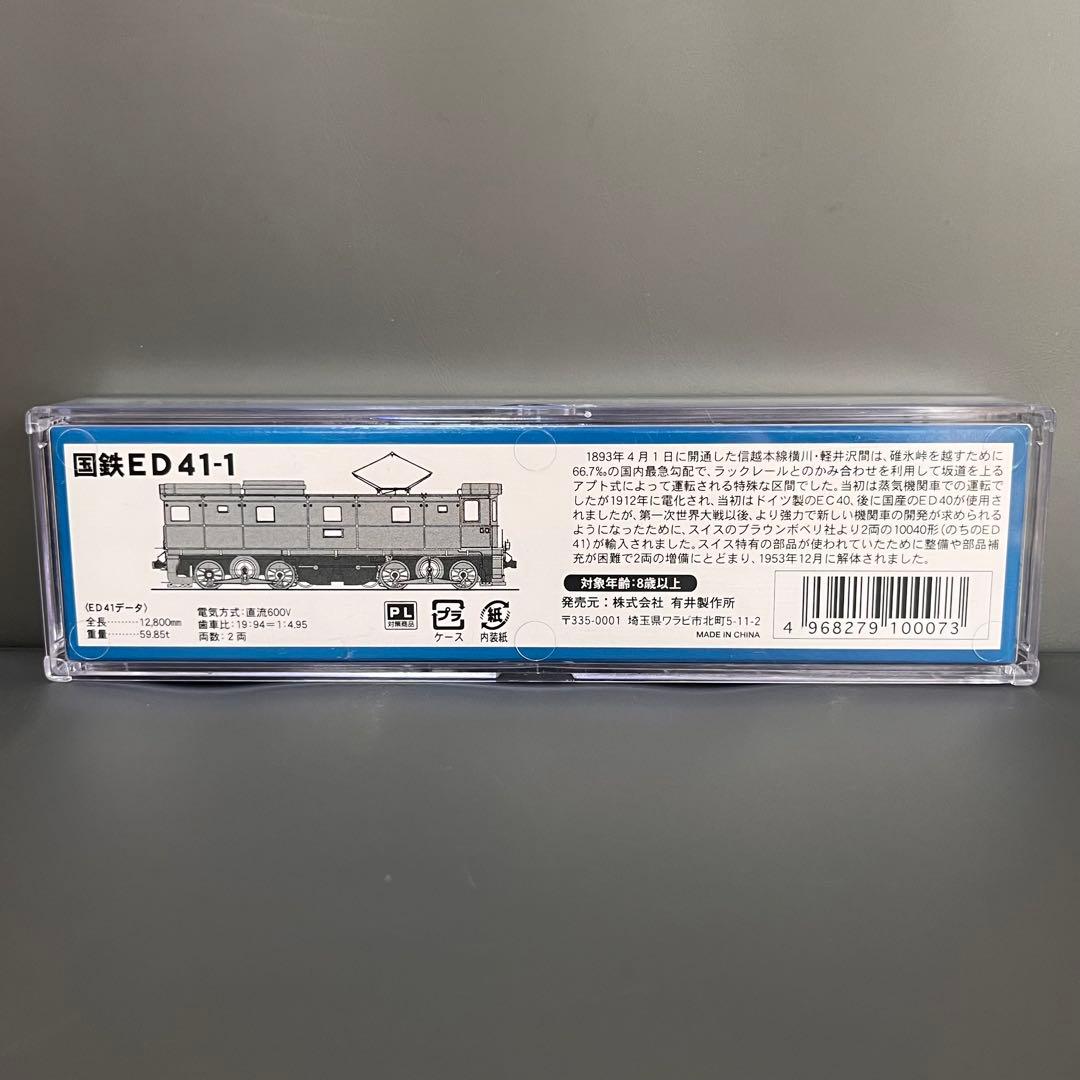 国鉄ED41-1
〈ED41データ〉
全長………12,800mm
重量………59.85t
電気方式:直流600V
歯車比:19:94=1:4.95
両数:2両
PL
対策商品
プラ
ケース
紙
内装紙
1893年4月1日に開通した信越本線横川・軽井沢間は、碓氷峠を越すために
66.7‰の国内最急勾配で、ラックレールとのかみ合わせを利用して坂道を上る
アプト式によって運転される特殊な区間でした。当初は蒸気機関車での運転で
したが1912年に電化され、当初はドイツ製のEC40、後に国産のED40が使用さ
れましたが、第一次世界大戦以後、より強力で新しい機関車の開発が求められる
ようになったために、スイスのブラウンボベリ社より2両の10040形(のちのED
41)が輸入されました。スイス特有の部品が使われていたために整備や部品補
充が困難で2両の増備にとどまり、1953年12月に解体されました。
対象年齢:8歳以上
発売元:株式会社 有井製作所
〒335-0001 埼玉県ワラビ市北町5-11-2
MADE IN CHINA
4 968279 100073